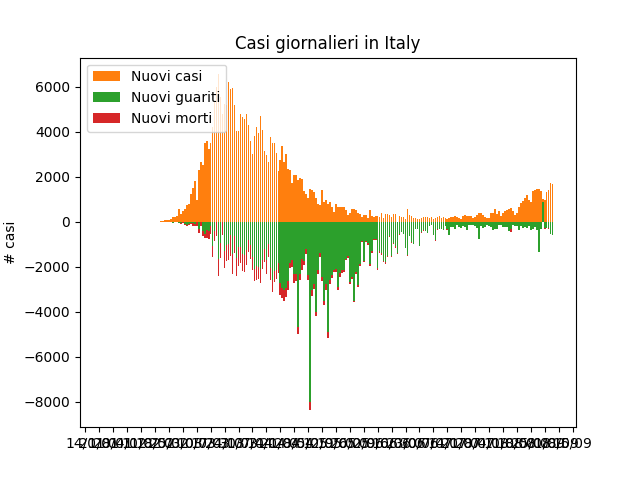 Casi giornalieri in Italy
Nuovi casi
Nuovi guariti
Nuovi morti
# casi
6000
4000
2000
0
−2000
−4000
−6000
−8000